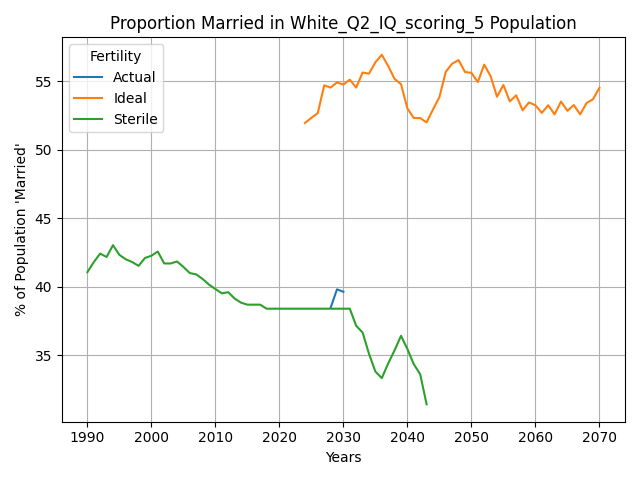 Proportion Married in White_Q2_IQ_scoring_5 Population
Fertility
Actual
Ideal
Sterile
% of Population 'Married'
55
50
45
40
35
1990 2000 2010 2020 2030 2040 2050 2060 2070
Years